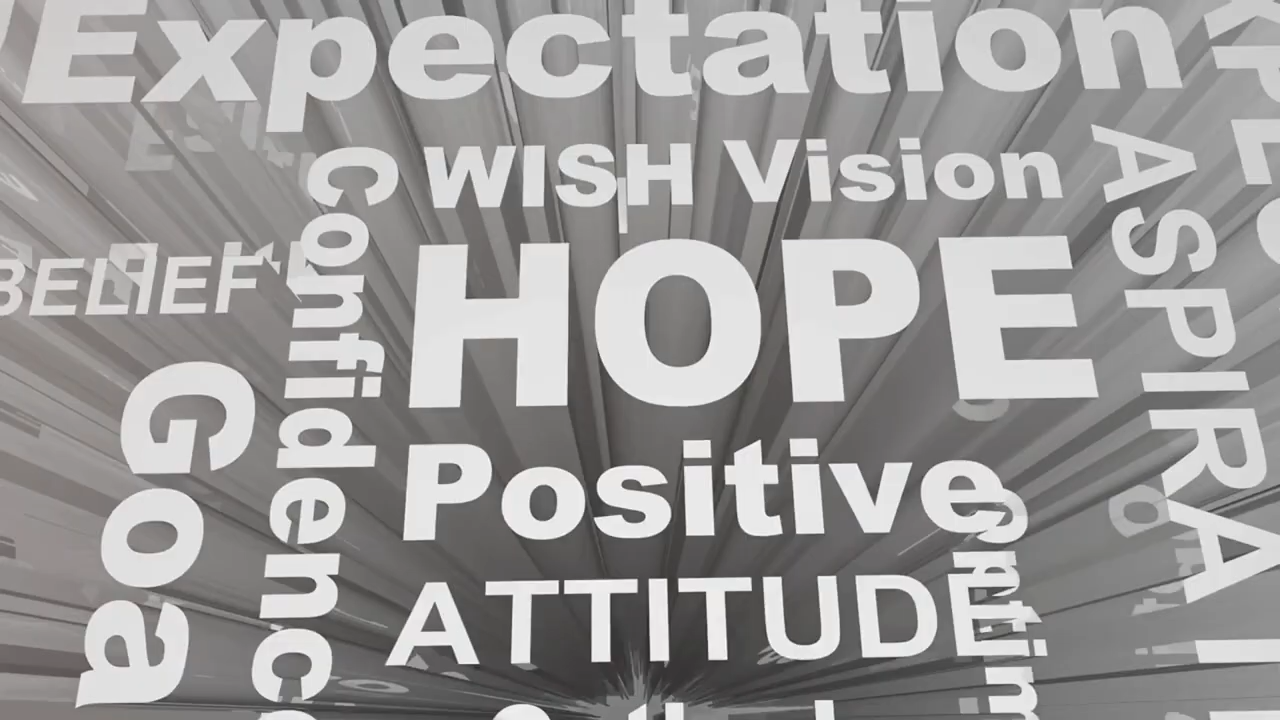 Expectation
WISH Vision
HOPE
Positive
ATTITUDE
BELIEF
Confidence
Goa
ASPIRA